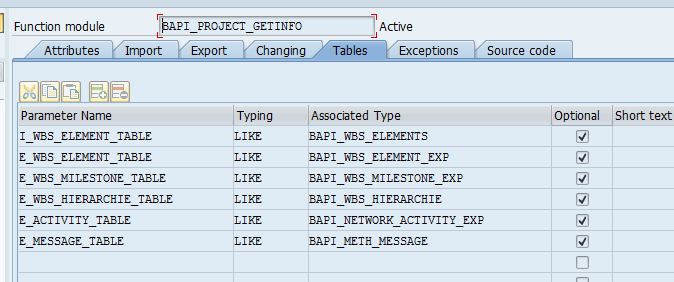 Function module BAPI_PROJECT_GETINFO Active
Attributes Import Export Changing Tables Exceptions Source code
Parameter Name Typing Associated Type Optional Short text
I_WBS_ELEMENT_TABLE LIKE BAPI_WBS_ELEMENTS
E_WBS_ELEMENT_TABLE LIKE BAPI_WBS_ELEMENT_EXP
E_WBS_MILESTONE_TABLE LIKE BAPI_WBS_MILESTONE_EXP
E_WBS_HIERARCHIE_TABLE LIKE BAPI_WBS_HIERARCHIE
E_ACTIVITY_TABLE LIKE BAPI_NETWORK_ACTIVITY_EXP
E_MESSAGE_TABLE LIKE BAPI_METH_MESSAGE